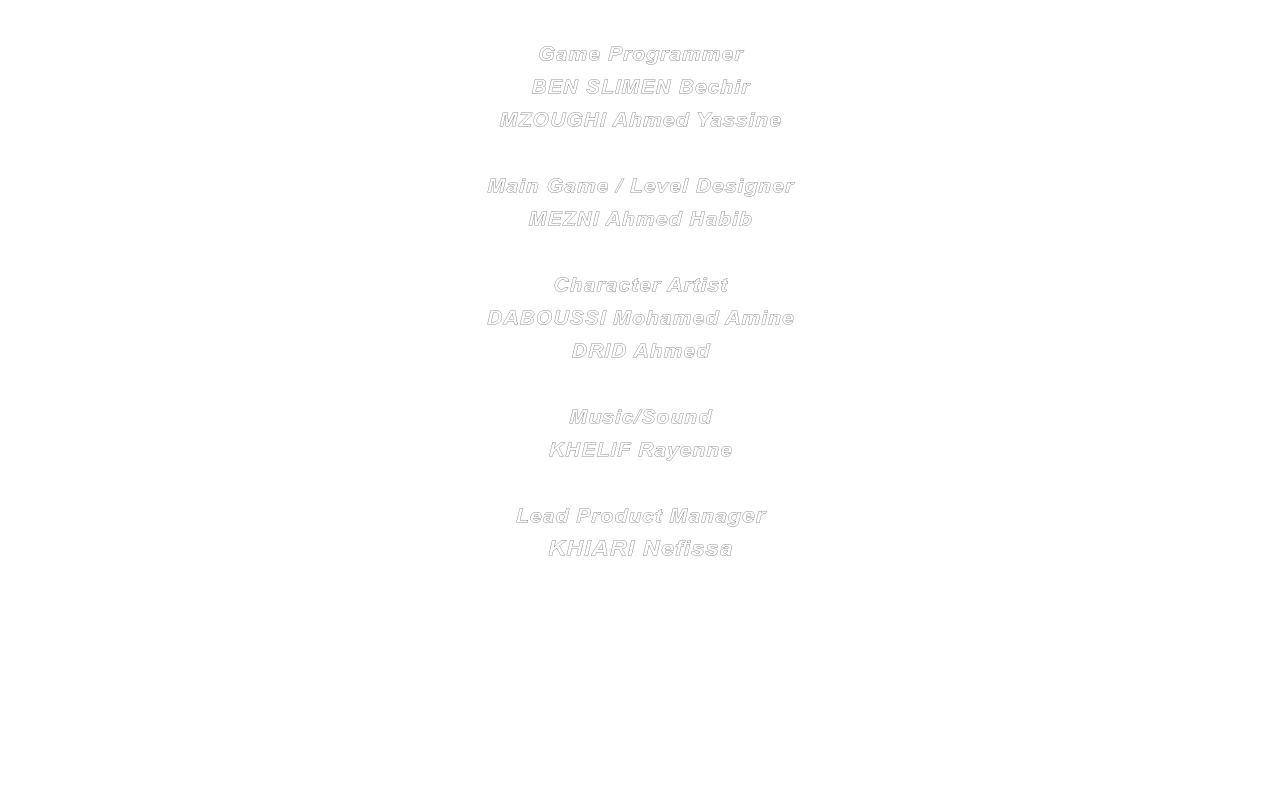 Game Programmer
BEN SLIMEN Bechir
MZOUGHI Ahmed Yassine
Main Game / Level Designer
MEZNI Ahmed Habib
Character Artist
DABOUSSI Mohamed Amine
DRID Ahmed
Music/Sound
KHELIF Rayenne
Lead Product Manager
KHIARI Nefissa